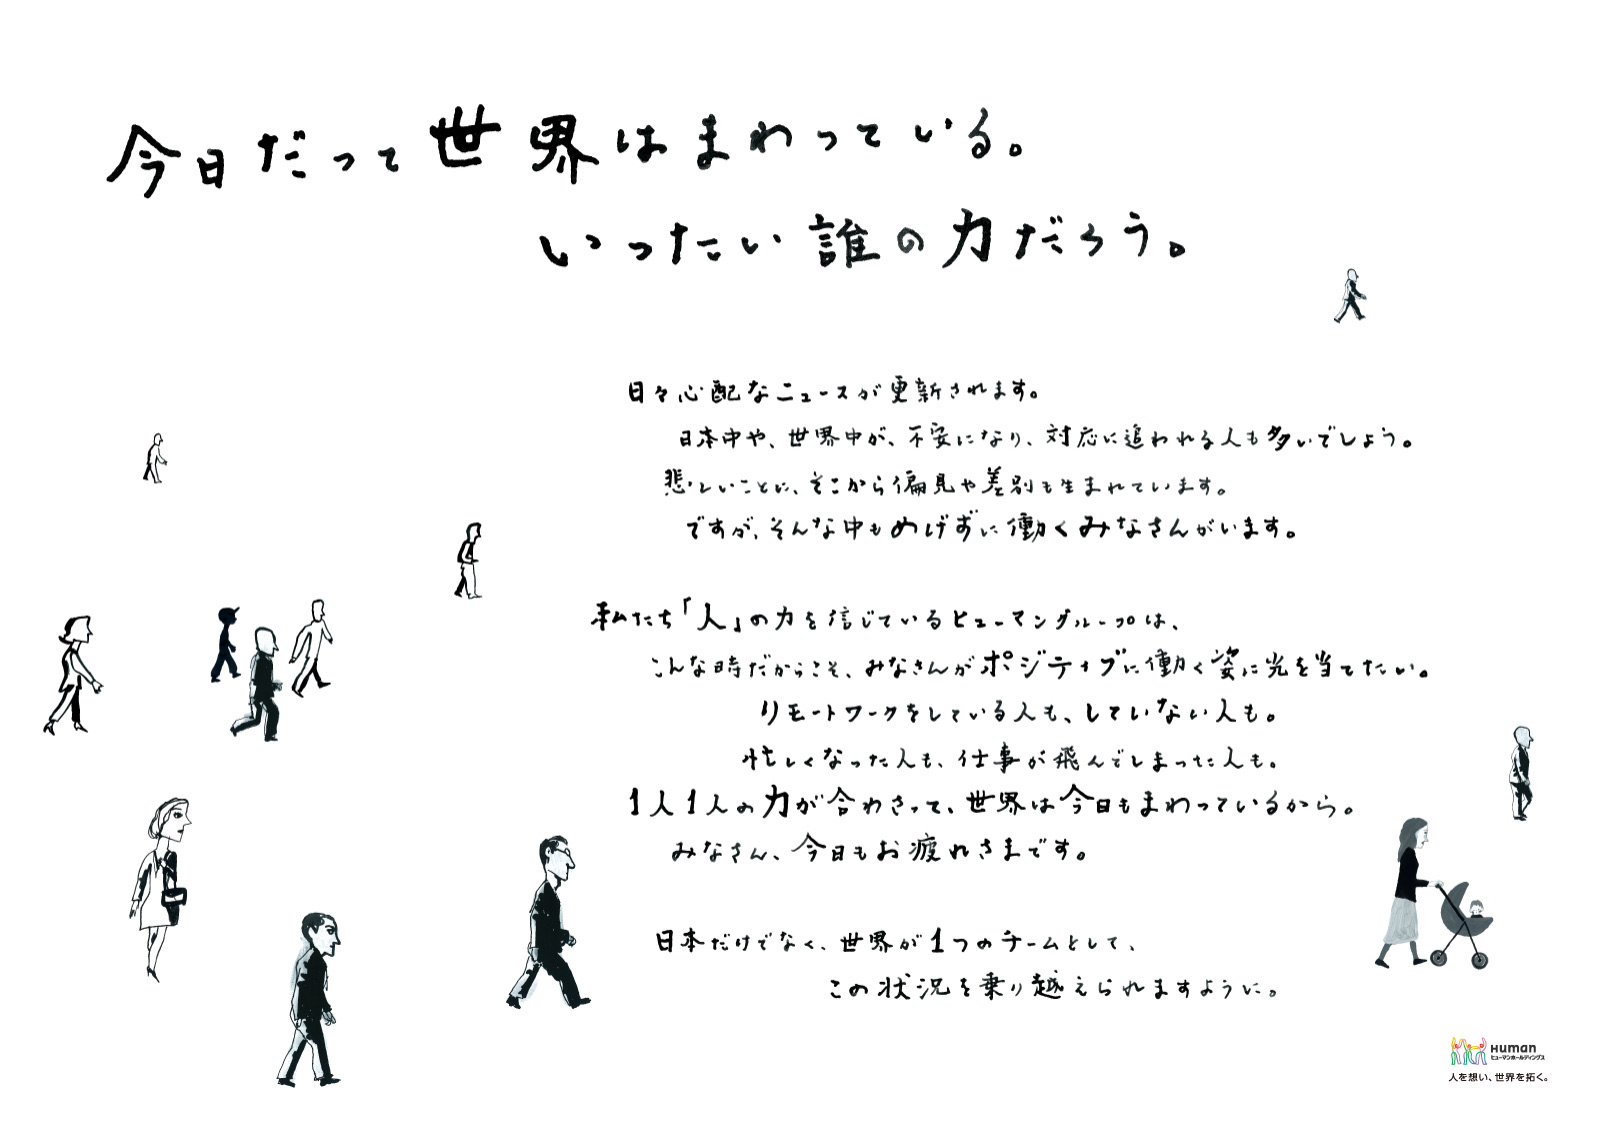 今日だって世界はまわっている。
いったい誰の力だろう。
日々心配なニュースが更新されます。
日本中や、世界中が、不安になり、対応に追われる人も多いでしょう。
悲しいことに、そこから偏見や差別も生まれています。
ですが、そんな中もめげずに働くみなさんがいます。
私たち「人」の力を信じているヒューマングループは、
こんな時だからこそ、みなさんがポジティブに働く姿に光を当てたい。
リモートワークをしている人も、していない人も。
忙しくなった人も、仕事が飛んでしまった人も。
1人1人の力が合わさって、世界は今日もまわっているから。
みなさん、今日もお疲れさまです。
日本だけでなく、世界が1つのチームとして、
この状況を乗り越えられますように。
Human
ヒューマンホールディングス
人を想い、世界を拓く。